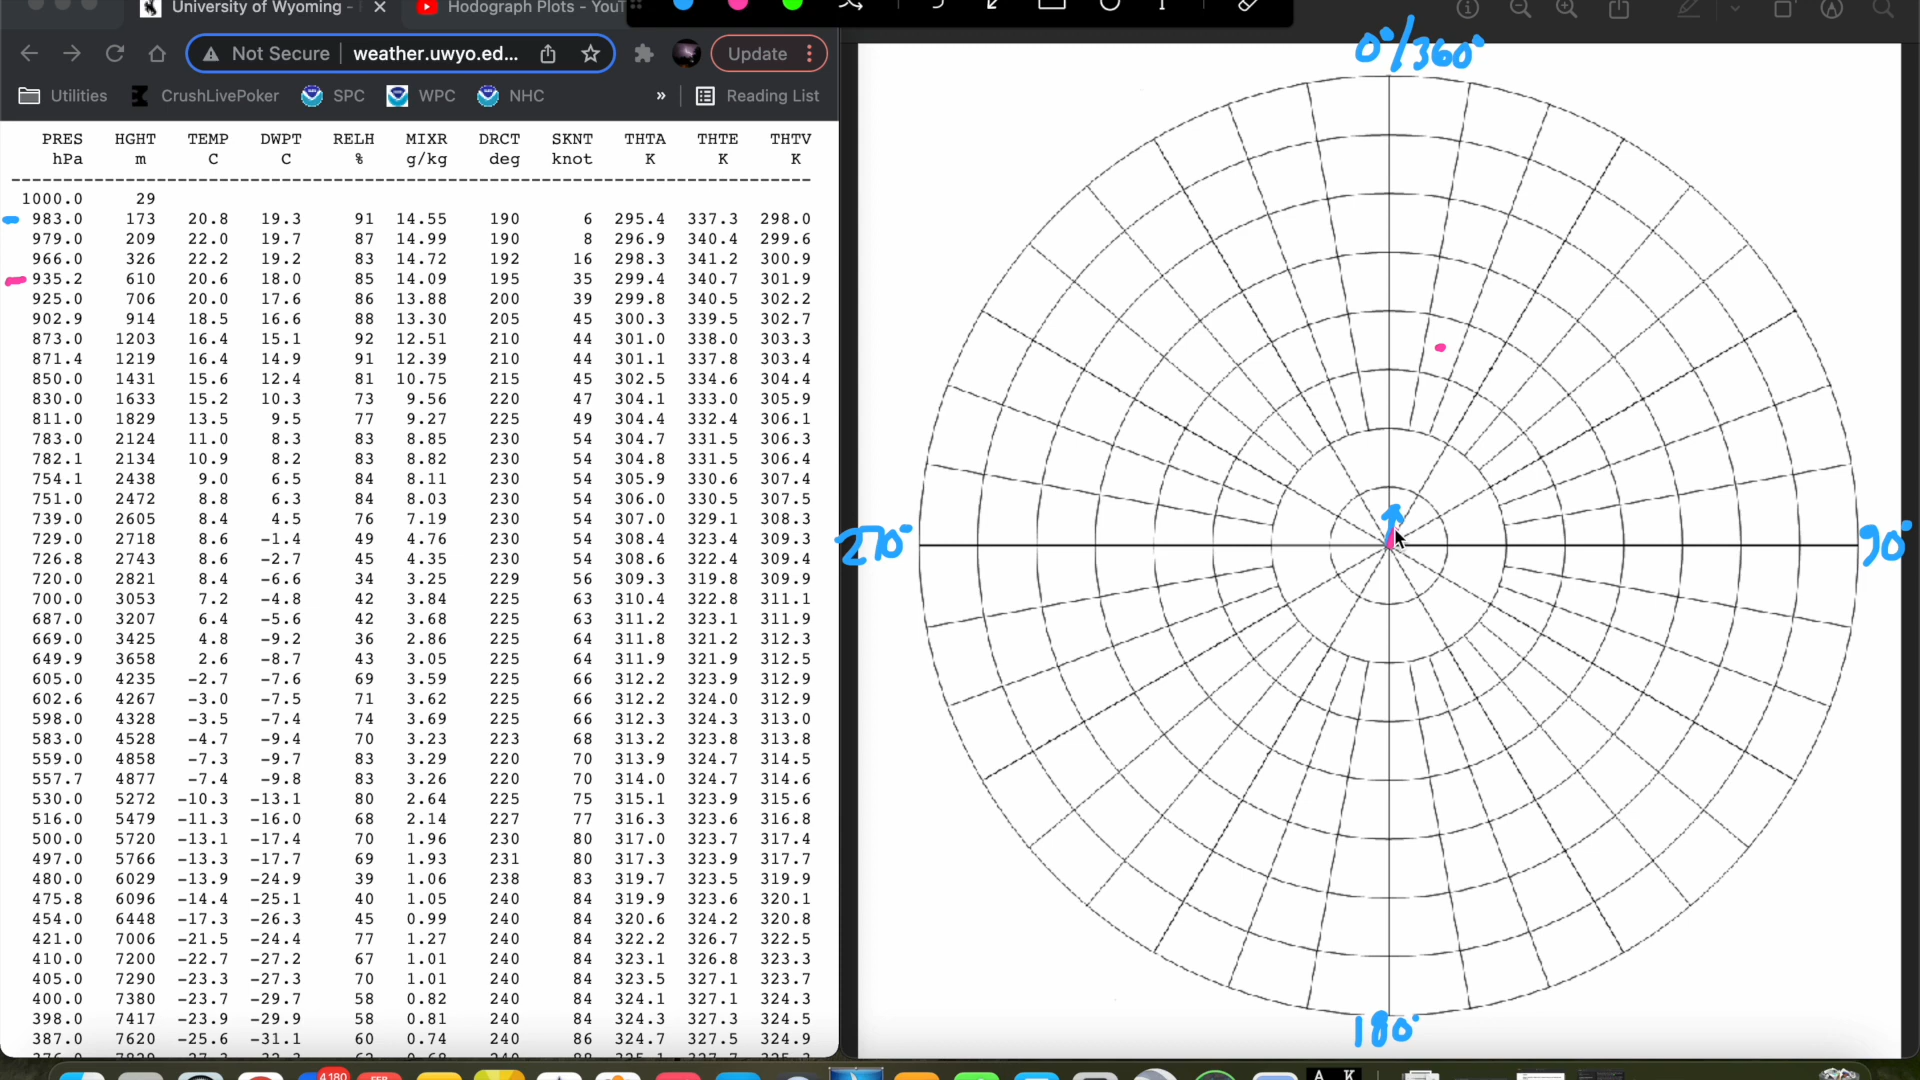 University of Wyoming -
Hodograph Plots - YouT
Not Secure | weather.uwyo.ed...
Update
Utilities CrushLivePoker SPC WPC NHC » Reading List
0°/360°
PRES HGHT TEMP DWPT RELH MIXR DRCT SKNT THTA THTE THTV
hPa m C C % g/kg deg knot K K K
1000.0 29
983.0 173 20.8 19.3 91 14.55 190 6 295.4 337.3 298.0
979.0 209 22.0 19.7 87 14.99 190 8 296.9 340.4 299.6
966.0 326 22.2 19.2 83 14.72 192 16 298.3 341.2 300.9
935.2 610 20.6 18.0 85 14.09 195 35 299.4 340.7 301.9
925.0 706 20.0 17.6 86 13.88 200 39 299.8 340.5 302.2
902.9 914 18.5 16.6 88 13.30 205 45 300.3 339.5 302.7
873.0 1203 16.4 15.1 92 12.51 210 44 301.0 338.0 303.3
871.4 1219 16.4 14.9 91 12.39 210 44 301.1 337.8 303.4
850.0 1431 15.6 12.4 81 10.75 215 45 302.5 334.6 304.4
830.0 1633 15.2 10.3 73 9.56 220 47 304.1 333.0 305.9
811.0 1829 13.5 9.5 77 9.27 225 49 304.4 332.4 306.1
783.0 2124 11.0 8.3 83 8.85 230 54 304.7 331.5 306.3
782.1 2134 10.9 8.2 83 8.82 230 54 304.8 331.5 306.4
754.1 2438 9.0 6.5 84 8.11 230 54 305.9 330.6 307.4
751.0 2472 8.8 6.3 84 8.03 230 54 306.0 330.5 307.5
739.0 2605 8.4 4.5 76 7.19 230 54 307.0 329.1 308.3
729.0 2718 8.6 -1.4 49 4.76 230 54 308.4 323.4 309.3
726.8 2743 8.6 -2.7 45 4.35 230 54 308.6 322.4 309.4
720.0 2821 8.4 -6.6 34 3.25 229 56 309.3 319.8 309.9
700.0 3053 7.2 -4.8 42 3.84 225 63 310.4 322.8 311.1
687.0 3207 6.4 -5.6 42 3.68 225 63 311.2 323.1 311.9
669.0 3425 4.8 -9.2 36 2.86 225 64 311.8 321.2 312.3
649.9 3658 2.6 -8.7 43 3.05 225 64 311.9 321.9 312.5
605.0 4235 -2.7 -7.6 69 3.59 225 66 312.2 323.9 312.9
602.6 4267 -3.0 -7.5 71 3.62 225 66 312.2 324.0 312.9
598.0 4328 -3.5 -7.4 74 3.69 225 66 312.3 324.3 313.0
583.0 4528 -4.7 -9.4 70 3.23 223 68 313.2 323.8 313.8
559.0 4858 -7.3 -9.7 83 3.29 220 70 313.9 324.7 314.5
557.7 4877 -7.4 -9.8 83 3.26 220 70 314.0 324.7 314.6
530.0 5272 -10.3 -13.1 80 2.64 225 75 315.1 323.9 315.6
516.0 5479 -11.3 -16.0 68 2.14 227 77 316.3 323.6 316.8
500.0 5720 -13.1 -17.4 70 1.96 230 80 317.0 323.7 317.4
497.0 5766 -13.3 -17.7 69 1.93 231 80 317.3 323.9 317.7
480.0 6029 -13.9 -24.9 39 1.06 238 83 319.7 323.5 319.9
475.8 6096 -14.4 -25.1 40 1.05 240 84 319.9 323.6 320.1
454.0 6448 -17.3 -26.3 45 0.99 240 84 320.6 324.2 320.8
421.0 7006 -21.5 -24.4 77 1.27 240 84 322.2 326.7 322.5
410.0 7200 -22.7 -27.2 67 1.01 240 84 323.1 326.8 323.3
405.0 7290 -23.3 -27.3 70 1.01 240 84 323.5 327.1 323.7
400.0 7380 -23.7 -29.7 58 0.82 240 84 324.1 327.1 324.3
398.0 7417 -23.9 -29.9 58 0.81 240 84 324.3 327.3 324.5
387.0 7620 -25.6 -31.1 60 0.74 240 86 324.7 327.5 324.9
270°
90°
180°
4,180
FEB